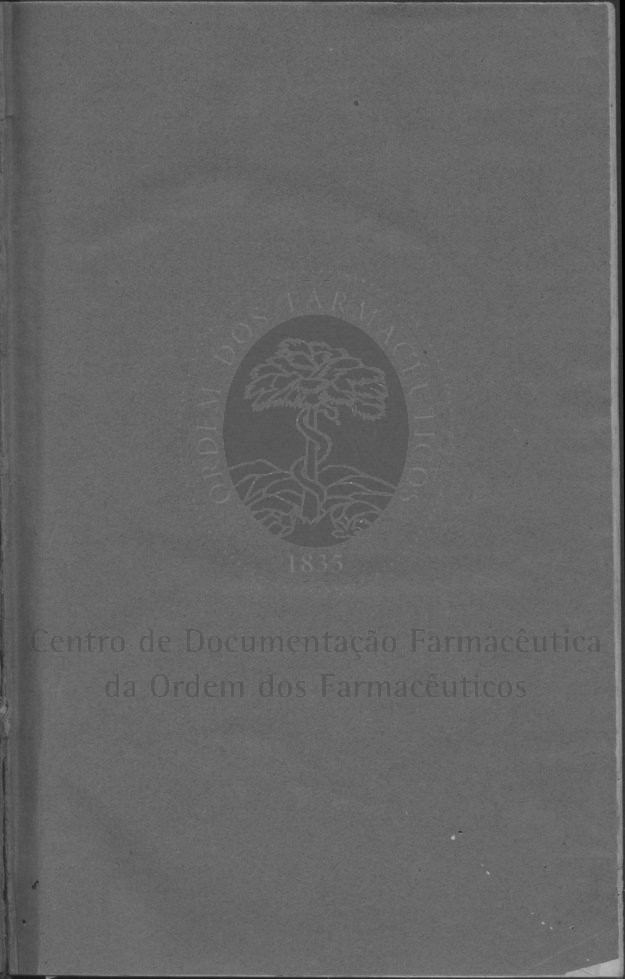 ORDEM DOS FARMACÊUTICOS
1835
Centro de Documentação Farmacêutica
da Ordem dos Farmacêuticos